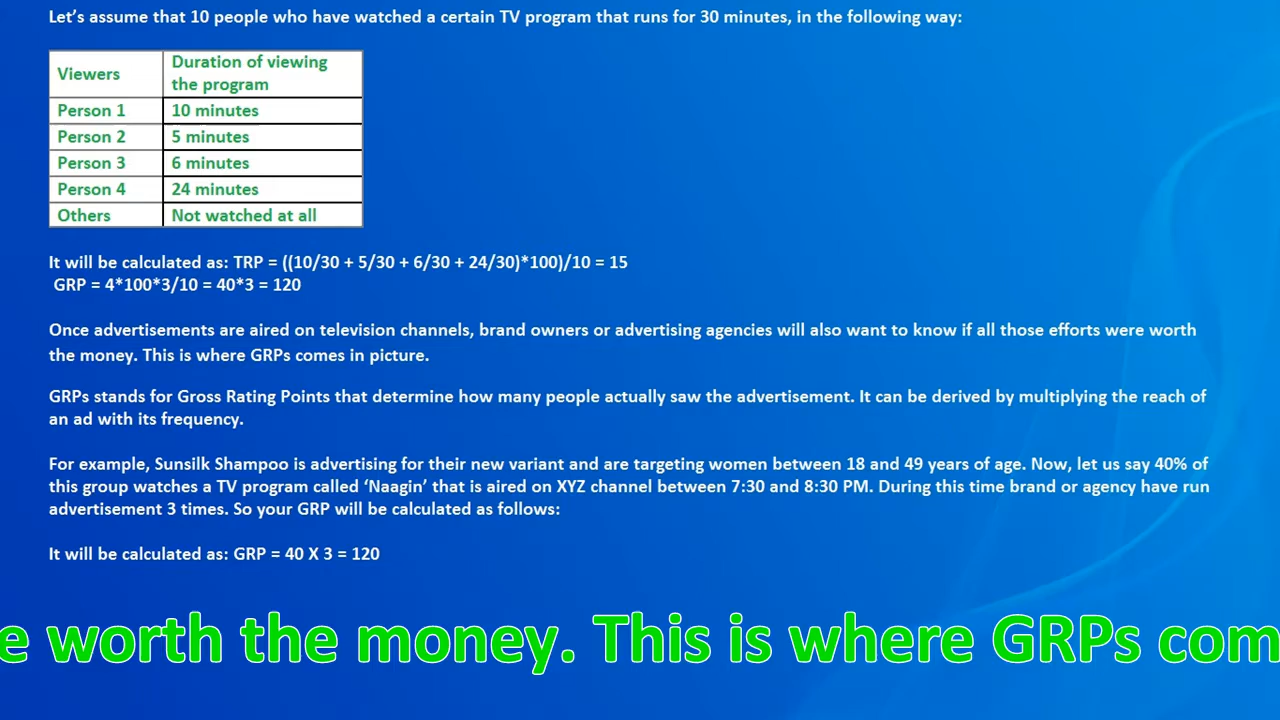 Let's assume that 10 people who have watched a certain TV program that runs for 30 minutes, in the following way:
Viewers Duration of viewing the program
Person 1 10 minutes
Person 2 5 minutes
Person 3 6 minutes
Person 4 24 minutes
Others Not watched at all
It will be calculated as: TRP = ((10/30 + 5/30 + 6/30 + 24/30)*100)/10 = 15
GRP = 4*100*3/10 = 40*3 = 120
Once advertisements are aired on television channels, brand owners or advertising agencies will also want to know if all those efforts were worth
the money. This is where GRPs comes in picture.
GRPs stands for Gross Rating Points that determine how many people actually saw the advertisement. It can be derived by multiplying the reach of
an ad with its frequency.
For example, Sunsilk Shampoo is advertising for their new variant and are targeting women between 18 and 49 years of age. Now, let us say 40% of
this group watches a TV program called 'Naagin' that is aired on XYZ channel between 7:30 and 8:30 PM. During this time brand or agency have run
advertisement 3 times. So your GRP will be calculated as follows:
It will be calculated as: GRP = 40 X 3 = 120
e worth the money. This is where GRPs com